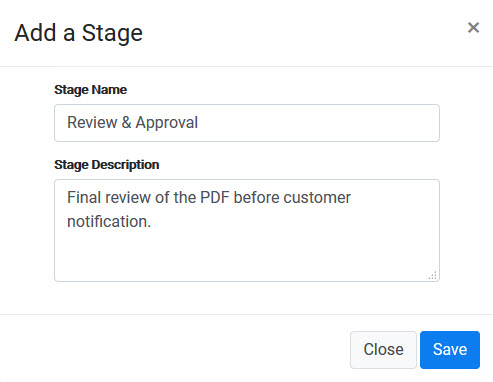 Add a Stage
×
Stage Name
Review & Approval
Stage Description
Final review of the PDF before customer
notification.
Close
Save